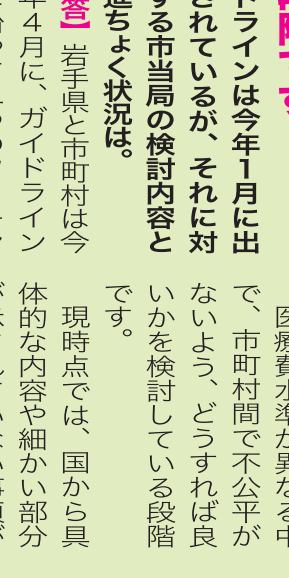 ドラインは今年1月に出
されているが、それに対
する市当局の検討内容と
進ちょく状況は。
答】 岩手県と市町村は今
年4月に、ガイドライン
医療費水準が異なる中
で、市町村間で不公平が
ないよう、どうすれば良
いかを検討している段階
です。
現時点では、国から具
体的な内容や細かい部分